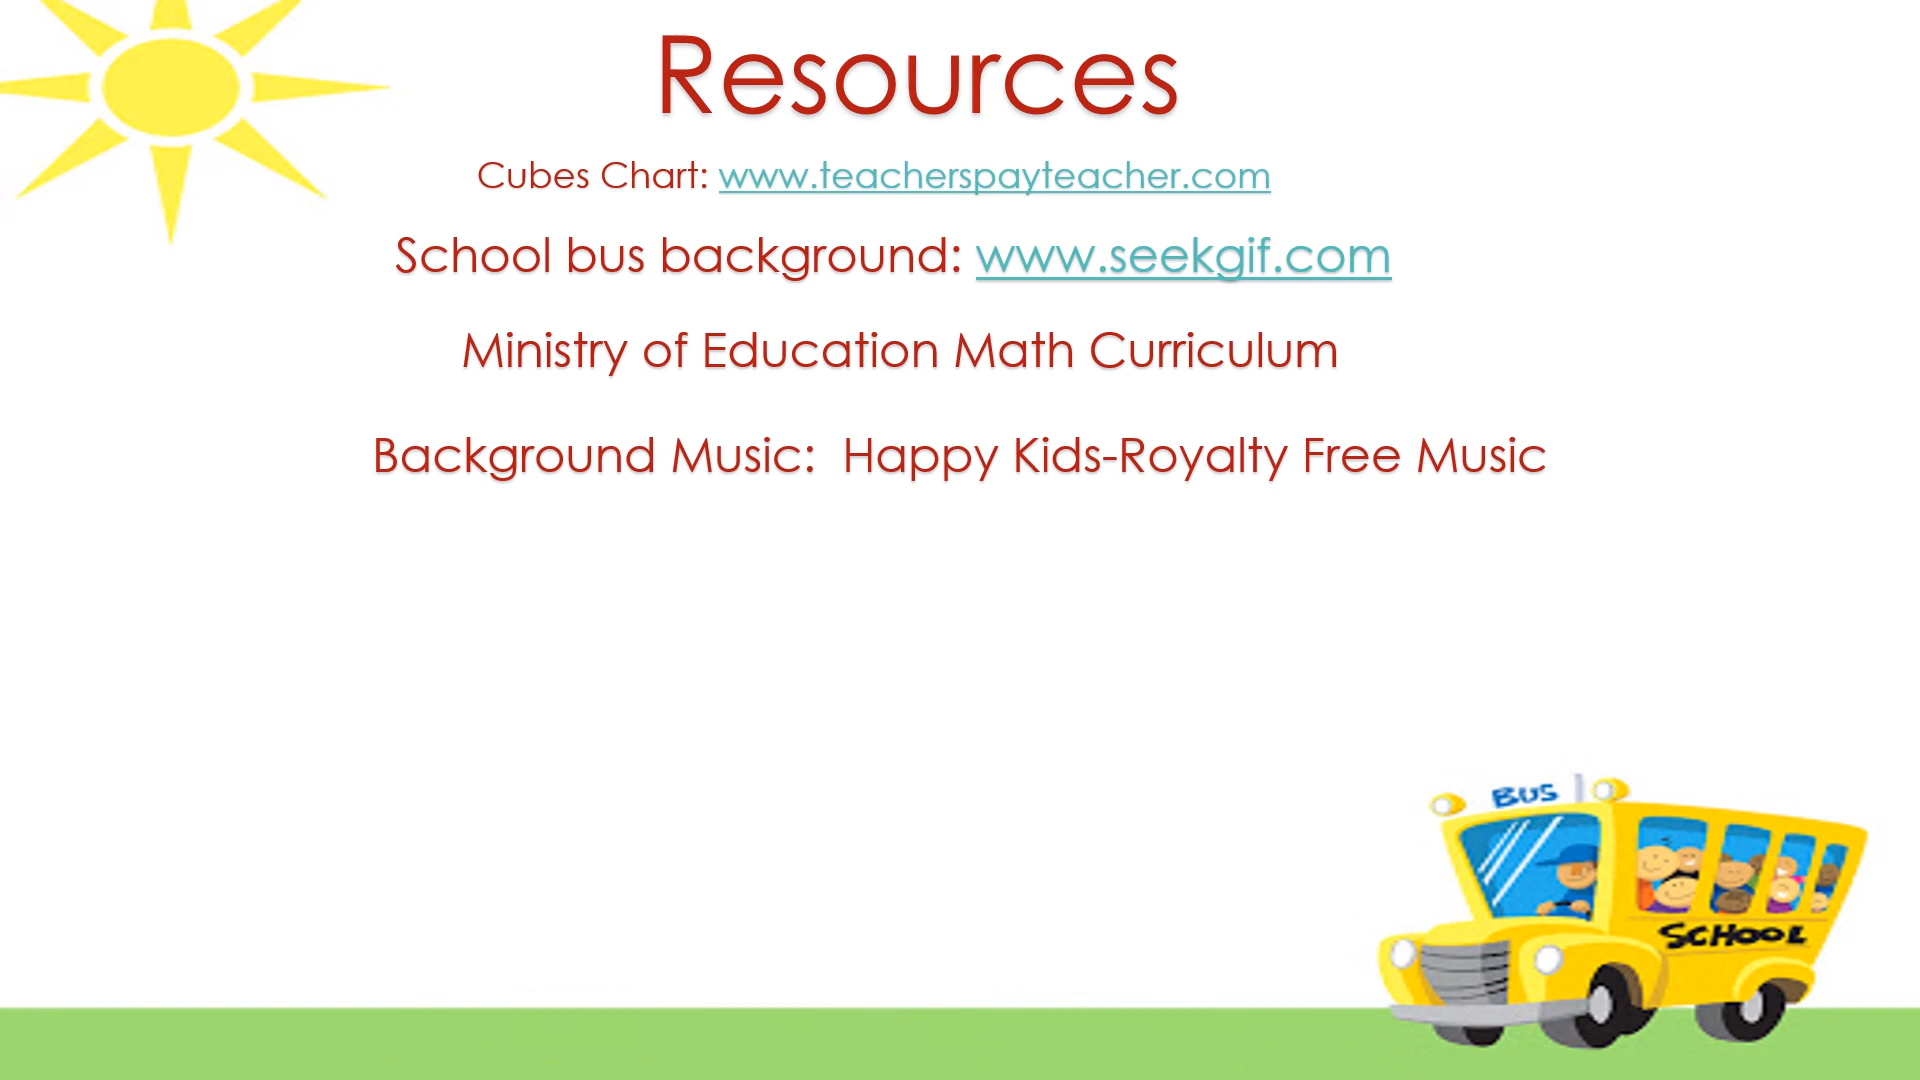 Resources
Cubes Chart: www.teacherspayteacher.com
School bus background: www.seekgif.com
Ministry of Education Math Curriculum
Background Music:  Happy Kids-Royalty Free Music
BUS
SCHOOL